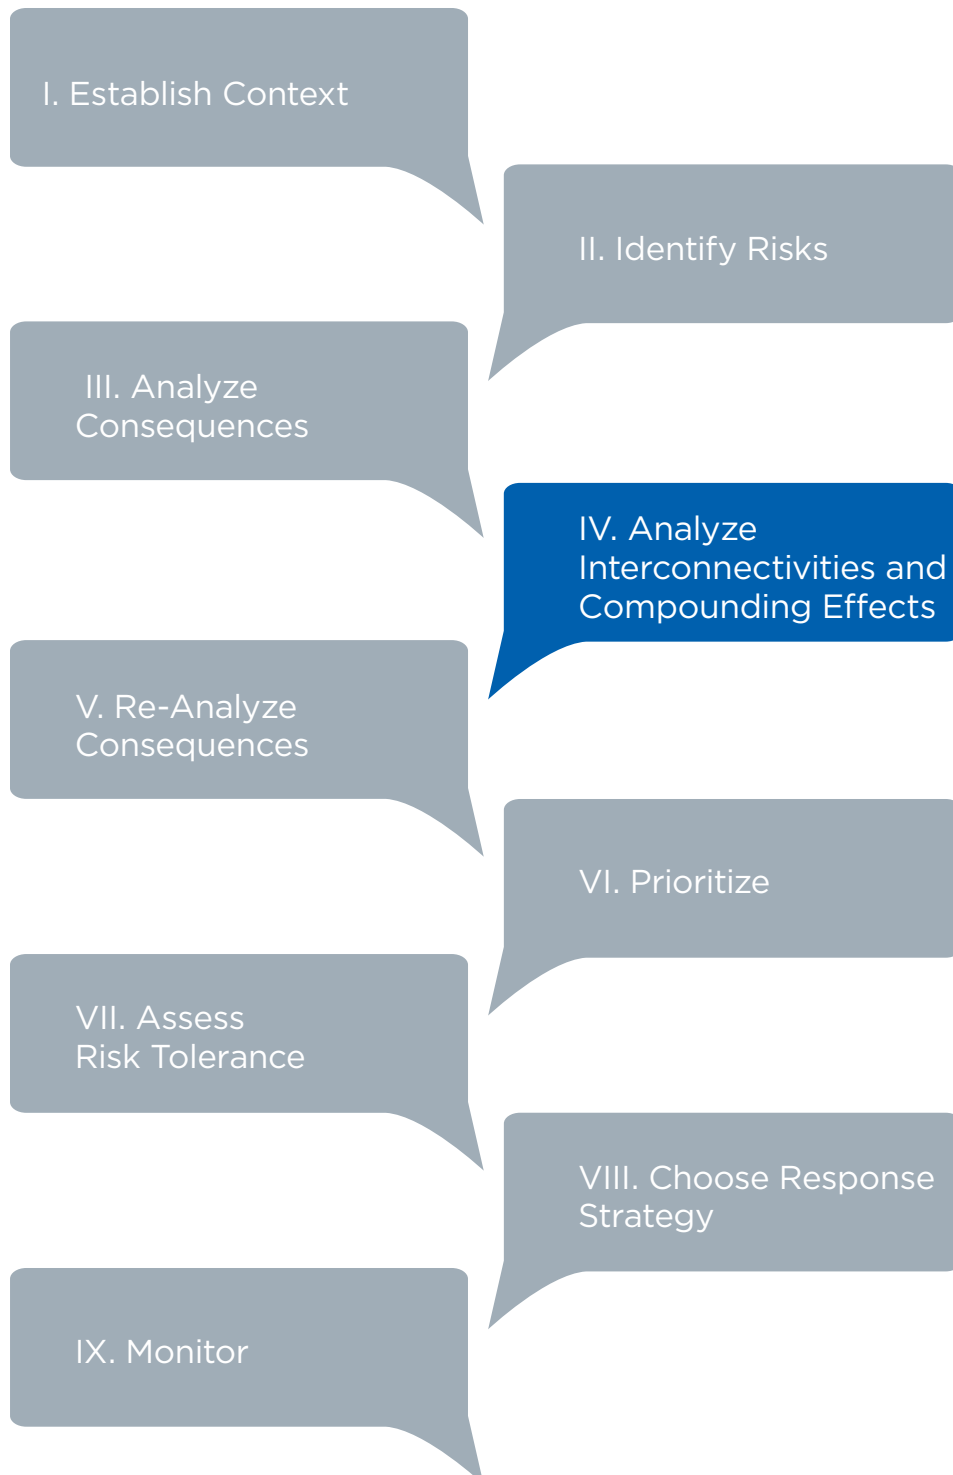 I. Establish Context
II. Identify Risks
III. Analyze
Consequences
IV. Analyze
Interconnectivities and
Compounding Effects
V. Re-Analyze
Consequences
VI. Prioritize
VII. Assess
Risk Tolerance
VIII. Choose Response
Strategy
IX. Monitor